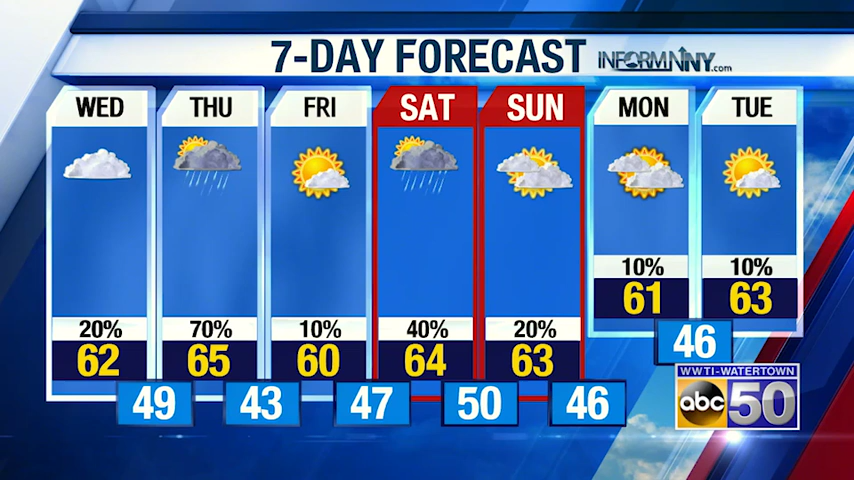 7-DAY FORECAST INFORMNNY.com
WED THU FRI SAT SUN MON TUE
10% 10%
61 63
20% 70% 10% 40% 20%
62 65 60 64 63
46
49 43 47 50 46
WWTI-WATERTOWN
abc 50